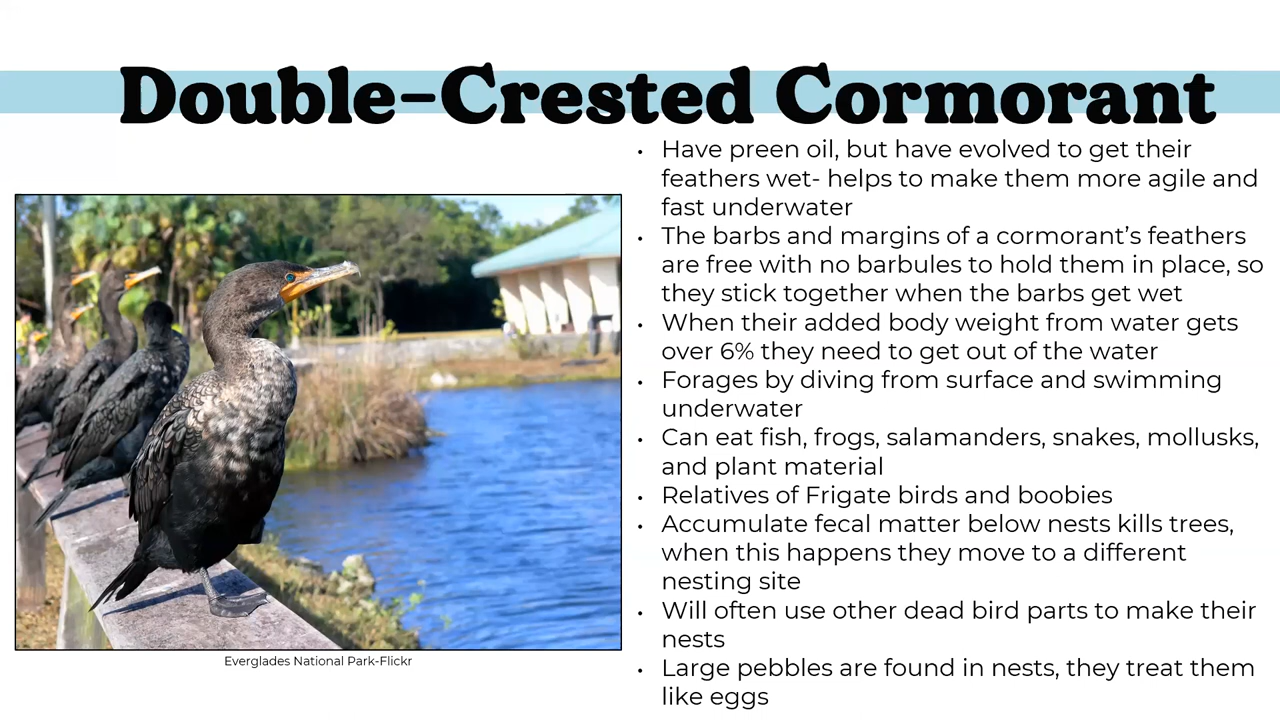 Double-Crested Cormorant
• Have preen oil, but have evolved to get their
feathers wet- helps to make them more agile and
fast underwater
• The barbs and margins of a cormorant’s feathers
are free with no barbules to hold them in place, so
they stick together when the barbs get wet
• When their added body weight from water gets
over 6% they need to get out of the water
• Forages by diving from surface and swimming
underwater
• Can eat fish, frogs, salamanders, snakes, mollusks,
and plant material
• Relatives of Frigate birds and boobies
• Accumulate fecal matter below nests kills trees,
when this happens they move to a different
nesting site
• Will often use other dead bird parts to make their
nests
• Large pebbles are found in nests, they treat them
like eggs
Everglades National Park-Flickr